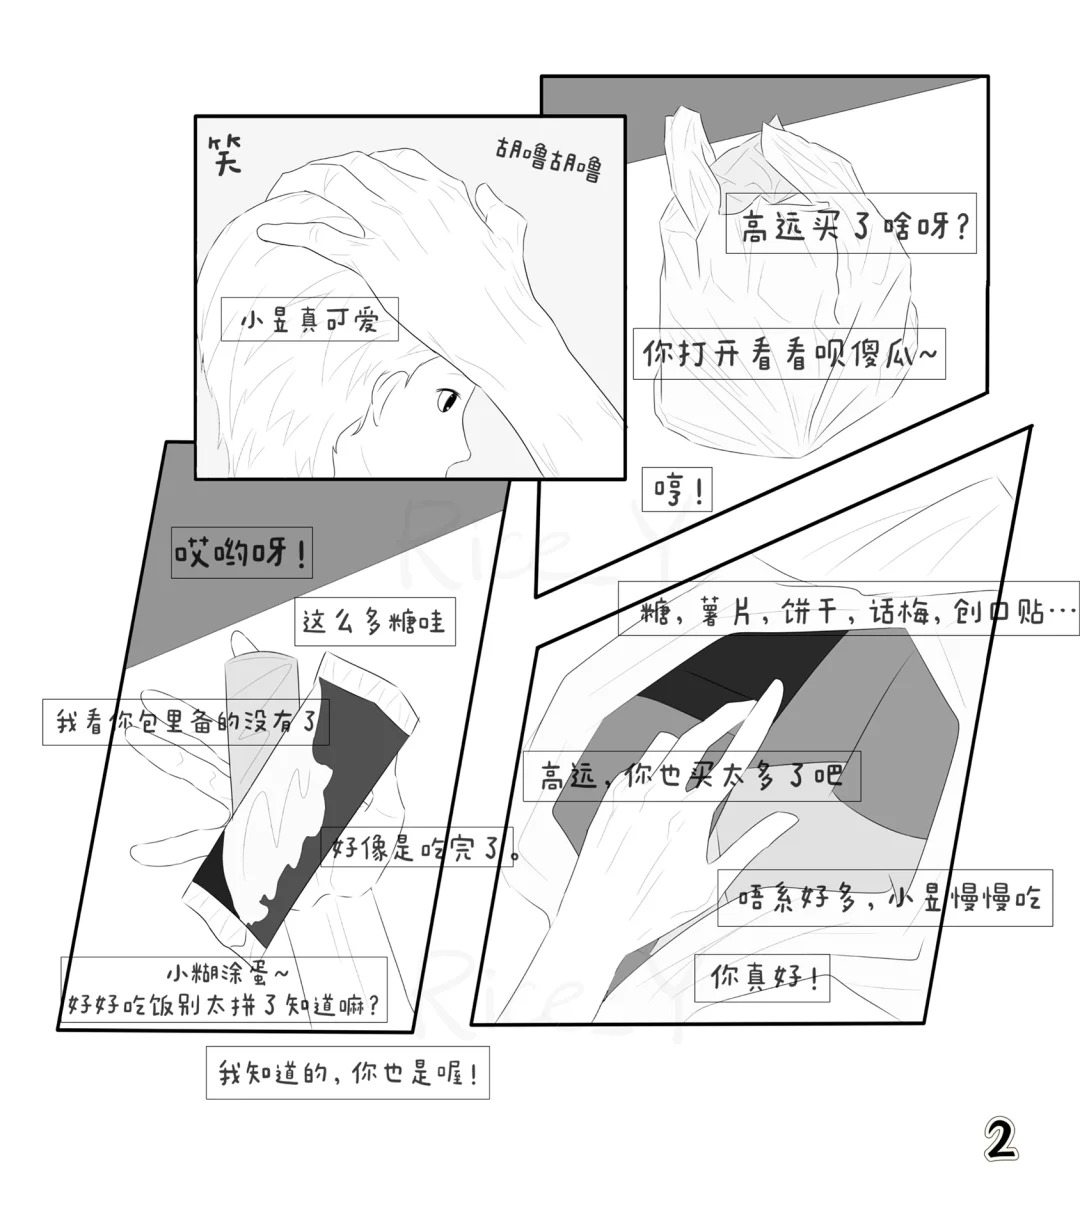 笑
胡噜胡噜
小昱真可爱
高远买了啥呀?
你打开看看呗傻瓜~
哼!
哎哟呀!
这么多糖哇
我看你包里备的没有了
好像是吃完了。
小糊涂蛋~
好好吃饭别太拼了知道嘛?
我知道的,你也是喔!
糖,薯片,饼干,话梅,创口贴…
高远,你也买太多了吧
唔系好多,小昱慢慢吃
你真好!
Rice_Y
Rice_Y
2